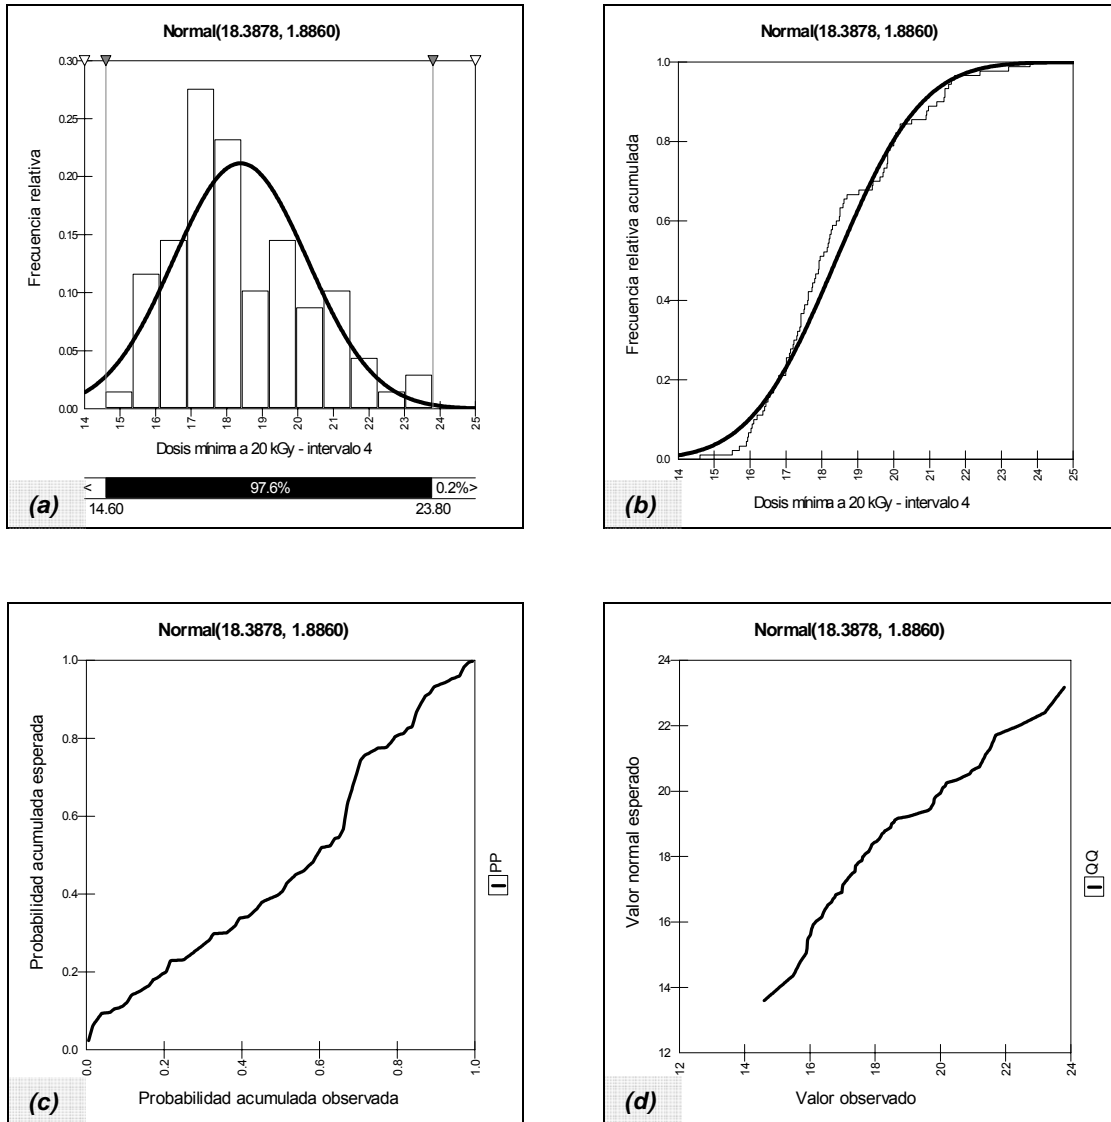 Normal(18.3878, 1.8860)
Frecuencia relativa
0.30
0.25
0.20
0.15
0.10
0.05
0.00
14 15 16 17 18 19 20 21 22 23 24 25
Dosis mínima a 20 kGy - intervalo 4
< 97.6% 0.2% >
14.60 23.80
(a)
Normal(18.3878, 1.8860)
Frecuencia relativa acumulada
1.0
0.8
0.6
0.4
0.2
0.0
14 15 16 17 18 19 20 21 22 23 24 25
Dosis mínima a 20 kGy - intervalo 4
(b)
Normal(18.3878, 1.8860)
Probabilidad acumulada esperada
1.0
0.8
0.6
0.4
0.2
0.0
0.0 0.2 0.4 0.6 0.8 1.0
Probabilidad acumulada observada
PP
(c)
Normal(18.3878, 1.8860)
Valor normal esperado
24
22
20
18
16
14
12
12 14 16 18 20 22 24
Valor observado
QQ
(d)